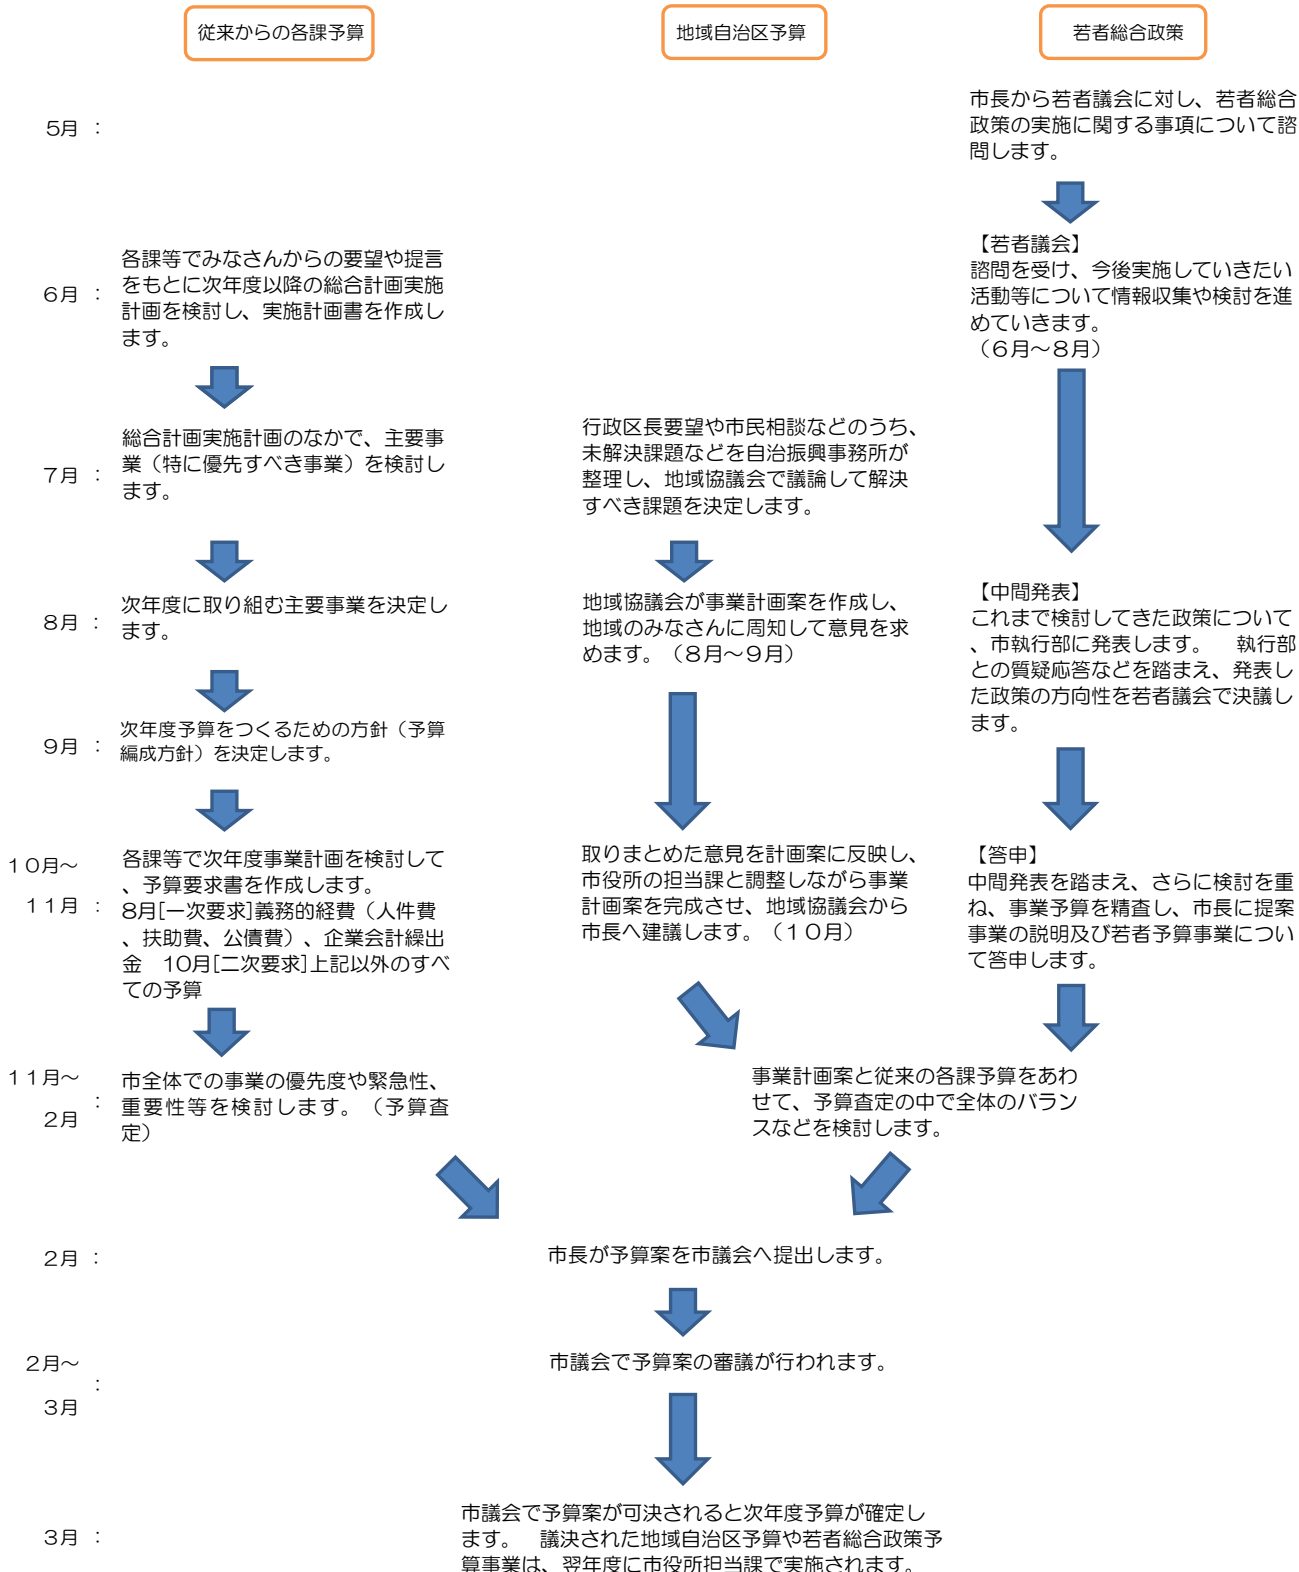 従来からの各課予算
地域自治区予算
若者総合政策
5月 :
市長から若者議会に対し、若者総合
政策の実施に関する事項について諮
問します。
6月 :
各課等でみなさんからの要望や提言
をもとに次年度以降の総合計画実施
計画を検討し、実施計画書を作成し
ます。
【若者議会】
諮問を受け、今後実施していきたい
活動等について情報収集や検討を進
めていきます。
（６月～８月）
7月 :
総合計画実施計画のなかで、主要事
業（特に優先すべき事業）を検討し
ます。
行政区長要望や市民相談などのうち、
未解決課題などを自治振興事務所が
整理し、地域協議会で議論して解決
すべき課題を決定します。
8月 :
次年度に取り組む主要事業を決定し
ます。
地域協議会が事業計画案を作成し、
地域のみなさんに周知して意見を求
めます。（８月～９月）
【中間発表】
これまで検討してきた政策について
、市執行部に発表します。　執行部
との質疑応答などを踏まえ、発表し
た政策の方向性を若者議会で決議し
ます。
9月 :
次年度予算をつくるための方針（予算
編成方針）を決定します。
10月～
11月 :
各課等で次年度事業計画を検討して
、予算要求書を作成します。
8月[一次要求]義務的経費（人件費
、扶助費、公債費）、企業会計繰出
金　10月[二次要求]上記以外のすべ
ての予算
取りまとめた意見を計画案に反映し、
市役所の担当課と調整しながら事業
計画案を完成させ、地域協議会から
市長へ建議します。（１０月）
【答申】
中間発表を踏まえ、さらに検討を重
ね、事業予算を精査し、市長に提案
事業の説明及び若者予算事業につい
て答申します。
11月～
:
2月
市全体での事業の優先度や緊急性、
重要性等を検討します。（予算査
定）
事業計画案と従来の各課予算をあわ
せて、予算査定の中で全体のバラン
スなどを検討します。
2月 :
市長が予算案を市議会へ提出します。
2月～
:
3月
市議会で予算案の審議が行われます。
3月 :
市議会で予算案が可決されると次年度予算が確定し
ます。　議決された地域自治区予算や若者総合政策予
算事業は、翌年度に市役所担当課で実施されます。